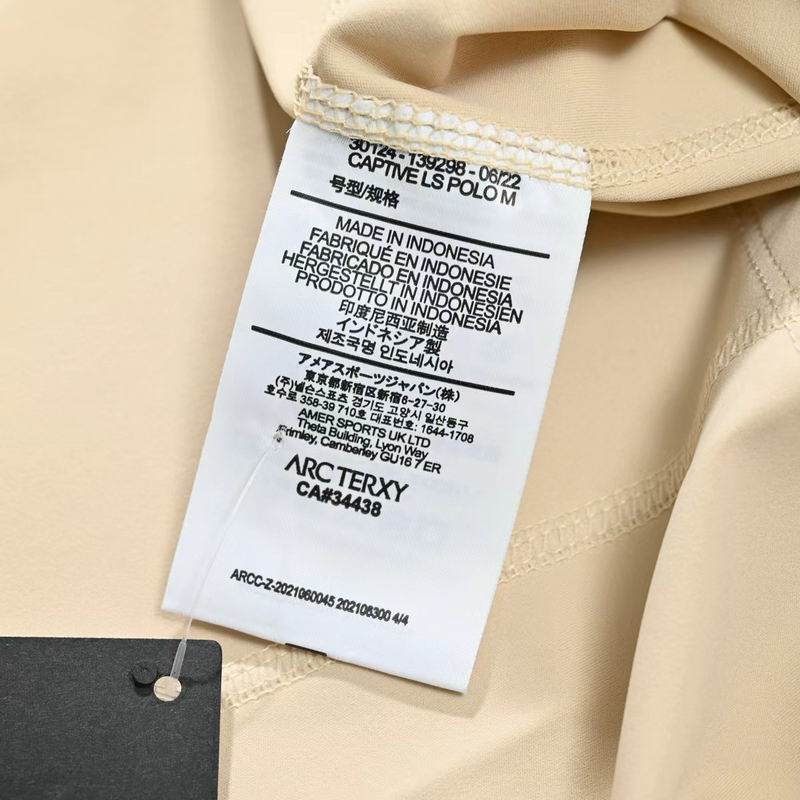 30124 - 139298 - 06/22
CAPTIVE LS POLO M
号型/规格
MADE IN INDONESIA
FABRIQUÉ EN INDONESIE
FABRICADO EN INDONESIA
HERGESTELLT IN INDONESIEN
PRODOTTO IN INDONESIA
印度尼西亚制造
インドネシア製
제조국명 인도네시아
アメアスポーツジャパン(株)
東京都新宿区新宿6-27-30
(주)넬슨스포츠 경기도 고양시 일산동구
호수로 358-39 710호 대표번호: 1644-1708
AMER SPORTS UK LTD
Theta Building, Lyon Way
Frimley, Camberley GU16 7 ER
ARC TERXY
CA#34438
ARCC-Z-2021060045 202108300 4/4